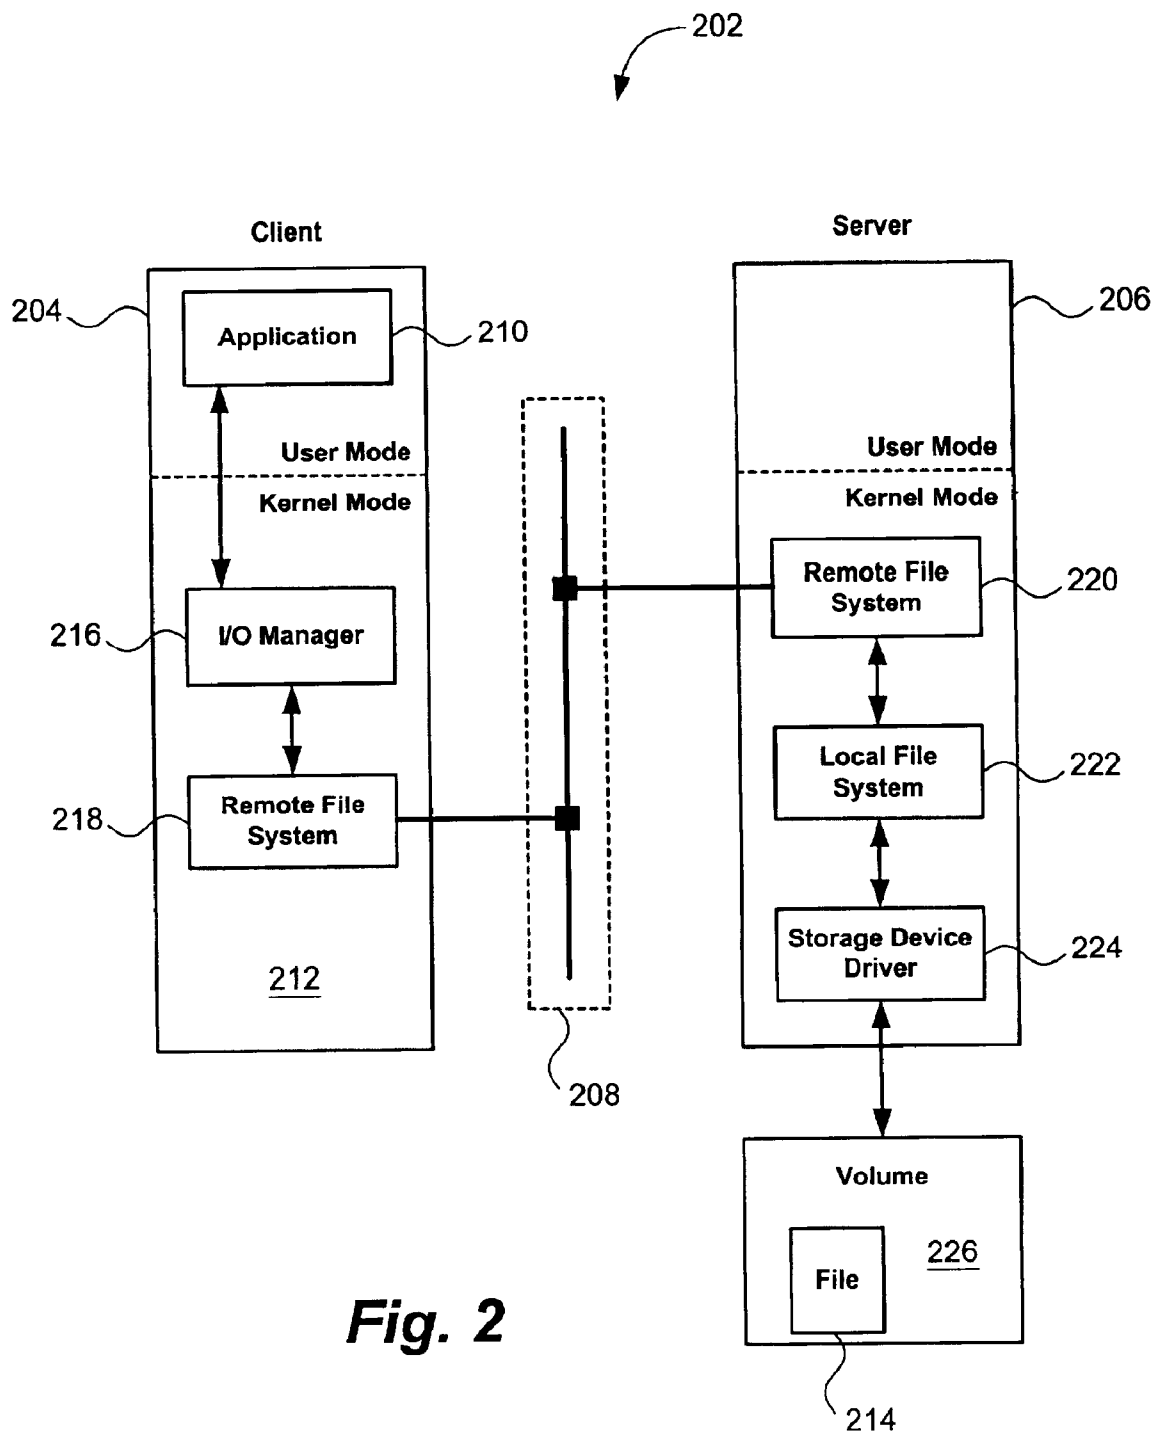 202
Client
Server
204
Application
210
206
User Mode
Kernel Mode
User Mode
Kernel Mode
216
I/O Manager
Remote File
System
220
218
Remote File
System
Local File
System
222
212
Storage Device
Driver
224
208
Volume
File
226
214
Fig. 2